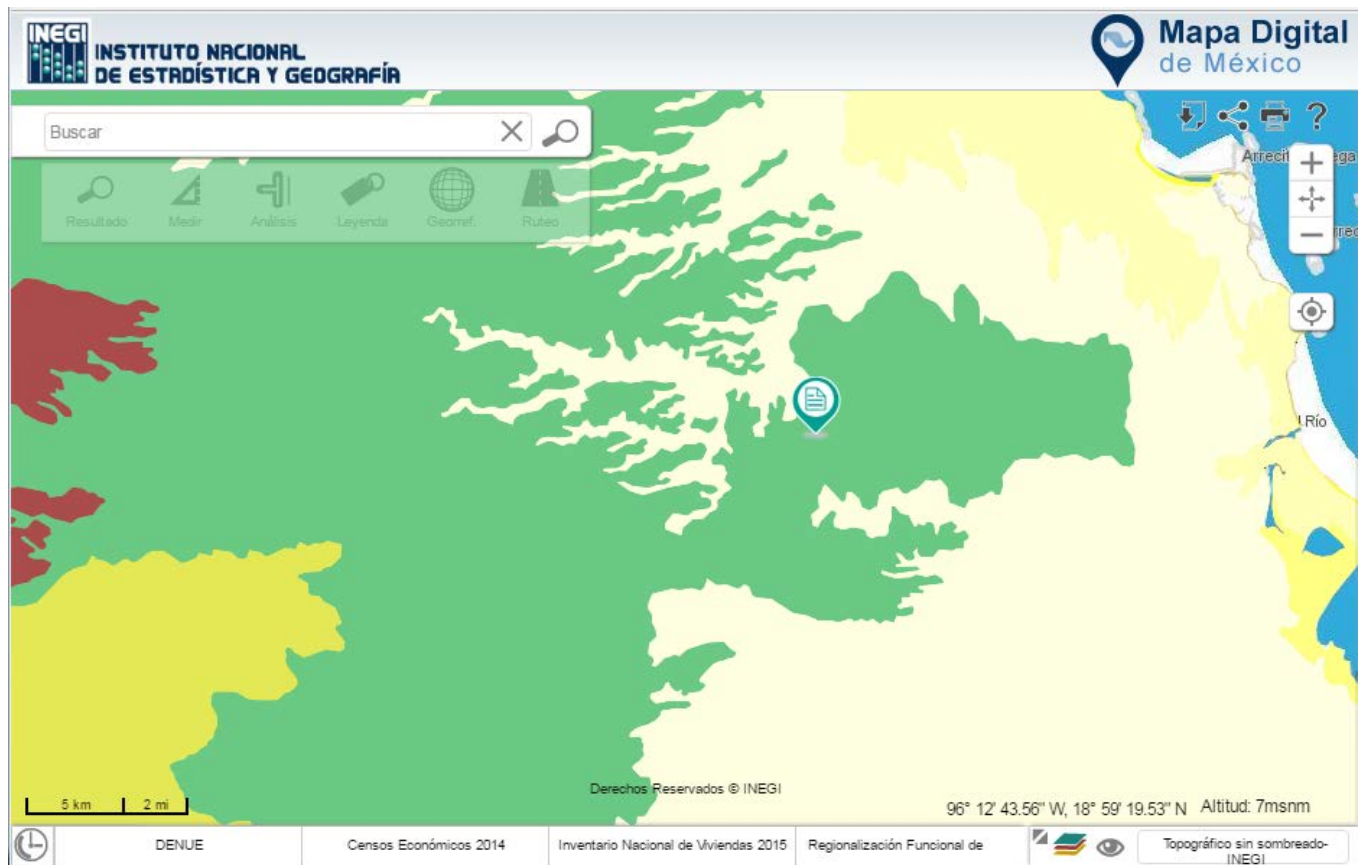 INEGI
INSTITUTO NACIONAL
DE ESTADÍSTICA Y GEOGRAFÍA
Mapa Digital
de México
Buscar
Resultado
Medir
Análisis
Leyenda
Georref.
Ruteo
?
Río
Derechos Reservados © INEGI
5 km
2 mi
96° 12' 43.56" W, 18° 59' 19.53" N
Altitud: 7msnm
DENUE
Censos Económicos 2014
Inventario Nacional de Viviendas 2015
Regionalización Funcional de
Topográfico sin sombreado-
INEGI